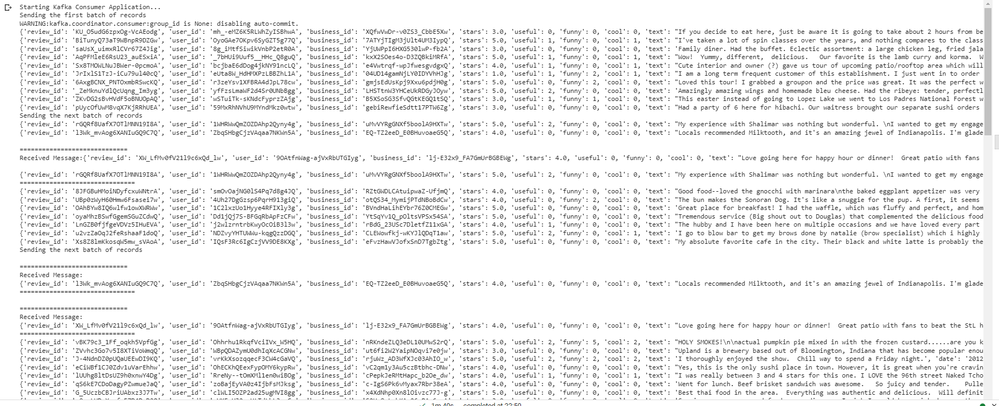 Starting Kafka Consumer Application...
Sending the first batch of records
WARNING:kafka.coordinator.consumer:group_id is None: disabling auto-commit.
{'review_id': 'KU_O5udG6zpxOg-VcAEodg', 'user_id': 'mh_-eMZ6K5RLWhZyISBhwA', 'business_id': 'XQfwVwDr-v0ZS3_CbbE5Xw', 'stars': 3.0, 'useful': 0, 'funny': 0, 'cool': 0, 'text': "If you decide to eat here, just be aware it is going to take about 2 hours from be
{'review_id': 'BiTunyQ73aT9WBnpR9DZGw', 'user_id': 'OyoGAe7OKpv6SyGZT5g77Q', 'business_id': '7ATYjTIgM3jUlt4UM3IypQ', 'stars': 5.0, 'useful': 1, 'funny': 0, 'cool': 1, 'text': "I've taken a lot of spin classes over the years, and nothing compares to the class
{'review_id': 'saUsX_uimxRlCVr67Z4Jig', 'user_id': '8g_iMtfSiwikVnbP2etR0A', 'business_id': 'YjUWPpI6HXG530lwP-fb2A', 'stars': 3.0, 'useful': 0, 'funny': 0, 'cool': 0, 'text': 'Family diner. Had the buffet. Eclectic assortment: a large chicken leg, fried jala
{'review_id': 'AqPFMleE6RsU23_auESxiA', 'user_id': '_7bHUi9Uuf5__HHc_Q8guQ', 'business_id': 'kxX2SOes4o-D3ZQBkiMRfA', 'stars': 5.0, 'useful': 1, 'funny': 0, 'cool': 1, 'text': "Wow!  Yummy, different,  delicious.   Our favorite is the lamb curry and korma.  W
{'review_id': 'Sx8TMOWLNuJBWer-0pcmoA', 'user_id': 'bcjbaE6dDog4jkNY91ncLQ', 'business_id': 'e4Vwtrqf-wpJfwesgvdgxQ', 'stars': 4.0, 'useful': 1, 'funny': 0, 'cool': 1, 'text': "Cute interior and owner (?) gave us tour of upcoming patio/rooftop area which will
{'review_id': 'JrIxlS1TzJ-iCu79ul40cQ', 'user_id': 'eUta8W_HdHMXPzLBBZhL1A', 'business_id': '04UD14gamNjLY0IDYVhHJg', 'stars': 1.0, 'useful': 1, 'funny': 2, 'cool': 1, 'text': "I am a long term frequent customer of this establishment. I just went in to order
{'review_id': '6AxgBCNX_PNTOxmbRSwcKQ', 'user_id': 'r3zeYsv1XFBRA4dJpL78cw', 'business_id': 'gmjsEdUsKpj9Xxu6pdjH0g', 'stars': 5.0, 'useful': 0, 'funny': 2, 'cool': 0, 'text': "Loved this tour! I grabbed a groupon and the price was great. It was the perfect w
{'review_id': '_ZeMknuYdlQcUqng_Im3yg', 'user_id': 'yfFzsLmaWF2d4Sr0UNbBgg', 'business_id': 'LHSTtnW3YHCeUkRDGyJOyw', 'stars': 5.0, 'useful': 2, 'funny': 0, 'cool': 0, 'text': 'Amazingly amazing wings and homemade bleu cheese. Had the ribeye: tender, perfectl
{'review_id': 'ZKvDG2sBvHVdF5oBNUOpAQ', 'user_id': 'wSTuiTk-sKNdcFyprzZAjg', 'business_id': 'B5XSoSG3SfvQGtKEGQ1tSQ', 'stars': 3.0, 'useful': 1, 'funny': 1, 'cool': 0, 'text': "This easter instead of going to Lopez Lake we went to Los Padres National Forest w
{'review_id': 'pUycOfUwM8vqX7KjRRhUEA', 'user_id': '59MxRhNVhU9MYndMkz0wtw', 'business_id': 'gebiRewfieSdtt17PTW6Zg', 'stars': 3.0, 'useful': 0, 'funny': 0, 'cool': 0, 'text': "Had a party of 6 here for hibachi. Our waitress brought our separate sushi orders
Sending the next batch of records
{'review_id': 'rGQRf8UafX7OTlMNN19I8A', 'user_id': '1WHRWwQmZOZDAhp2Qyny4g', 'business_id': 'uMvVYRgGNXf5boolA9HXTw', 'stars': 5.0, 'useful': 2, 'funny': 0, 'cool': 0, 'text': "My experience with Shalimar was nothing but wonderful. \nI wanted to get my engage
{'review_id': 'l3Wk_mvAog6XANIuGQ9C7Q', 'user_id': 'ZbqSHbgCjzVAqaa7NKWn5A', 'business_id': 'EQ-TZ2eeD_E0BHuvoaeG5Q', 'stars': 4.0, 'useful': 0, 'funny': 0, 'cool': 0, 'text': "Locals recommended Milktooth, and it's an amazing jewel of Indianapolis. I'm glade
=============================
Received Message:{'review_id': 'XW_LfMv0fV21l9c6xQd_lw', 'user_id': '9OAtfnWag-ajVxRbUTGIyg', 'business_id': 'lj-E32x9_FA7GmUrBGBEWg', 'stars': 4.0, 'useful': 0, 'funny': 0, 'cool': 0, 'text': "Love going here for happy hour or dinner!  Great patio with fans
{'review_id': 'rGQRf8UafX7OTlMNN19I8A', 'user_id': '1WHRWwQmZOZDAhp2Qyny4g', 'business_id': 'uMvVYRgGNXf5boolA9HXTw', 'stars': 5.0, 'useful': 2, 'funny': 0, 'cool': 0, 'text': "My experience with Shalimar was nothing but wonderful. \nI wanted to get my engage
===============================
{'review_id': '8JFGBuHMoiNDyfcxuWNtrA', 'user_id': 'smOvOajNG0lS4Pq7d8g4JQ', 'business_id': 'RZtGWDLCAtuipwaZ-UfjmQ', 'stars': 4.0, 'useful': 0, 'funny': 0, 'cool': 0, 'text': "Good food--loved the gnocchi with marinara\nthe baked eggplant appetizer was very
{'review_id': 'UBp0zWyH60Hmw6Fsasei7w', 'user_id': '4Uh27DgGzsp6PqrH913giQ', 'business_id': 'otQS34_MymijPTdNBoBdCw', 'stars': 4.0, 'useful': 0, 'funny': 2, 'cool': 0, 'text': "The bun makes the Sonoran Dog. It's like a snuggie for the pup. A first, it seems
{'review_id': 'OAhBYw8IQ6wlfw1owXWRWw', 'user_id': '1C2lxzUo1Hyye4RFIXly3g', 'business_id': 'BVndHaLihEYbr76Z0CMEGw', 'stars': 5.0, 'useful': 0, 'funny': 0, 'cool': 0, 'text': 'Great place for breakfast! I had the waffle, which was fluffy and perfect, and hom
{'review_id': 'oyaMhzBSwfGgemSGuZCdwQ', 'user_id': 'Dd1jQj7S-BFGqRbApFzCFw', 'business_id': 'YtSqYv1Q_pOltsVPSx54SA', 'stars': 5.0, 'useful': 0, 'funny': 0, 'cool': 0, 'text': "Tremendous service (Big shout out to Douglas) that complemented the delicious food
{'review_id': 'LnGZB0fjfgeVDVz5IHuEVA', 'user_id': 'j2wlzrntrbKwyOcOiB3l3w', 'business_id': 'rBdG_23USc7DletfZ11xGA', 'stars': 4.0, 'useful': 1, 'funny': 0, 'cool': 0, 'text': "The hubby and I have been here on multiple occasions and we have loved every part
{'review_id': 'u2vzZaOqJ2feRshaaF1doQ', 'user_id': 'NDZvyYHTUWWu-kqgQzzDGQ', 'business_id': 'CLEWowfkj-wKYJlQDqT1aw', 'stars': 5.0, 'useful': 2, 'funny': 0, 'cool': 1, 'text': 'I go to blow bar to get my brows done by natalie (brow specialist) which i highly
{'review_id': 'Xs8Z8lmKkosqW5mw_sVAoA', 'user_id': 'IQsF3Rc6IgCzjVV9DE8KXg', 'business_id': 'eFvzHawVJofxSnD7TgbZtg', 'stars': 5.0, 'useful': 0, 'funny': 0, 'cool': 0, 'text': "My absolute favorite cafe in the city. Their black and white latte is probably the
Sending the next batch of records
=============================
Received Message:
{'review_id': 'l3Wk_mvAog6XANIuGQ9C7Q', 'user_id': 'ZbqSHbgCjzVAqaa7NKWn5A', 'business_id': 'EQ-TZ2eeD_E0BHuvoaeG5Q', 'stars': 4.0, 'useful': 0, 'funny': 0, 'cool': 0, 'text': "Locals recommended Milktooth, and it's an amazing jewel of Indianapolis. I'm glade
===============================
=============================
Received Message:
{'review_id': 'XW_LfMv0fV21l9c6xQd_lw', 'user_id': '9OAtfnWag-ajVxRbUTGIyg', 'business_id': 'lj-E32x9_FA7GmUrBGBEWg', 'stars': 4.0, 'useful': 0, 'funny': 0, 'cool': 0, 'text': "Love going here for happy hour or dinner!  Great patio with fans to beat the StL h
===============================
{'review_id': 'vBK79c3_1Ff_oqkh5VpfGg', 'user_id': 'Ohhrhu1RkqfVciIVx_W5HQ', 'business_id': 'nRKndeZLQ3eDL10UMwS2rQ', 'stars': 5.0, 'useful': 2, 'funny': 5, 'cool': 2, 'text': "HOLY SMOKES!\n\nactual pumpkin pie mixed in with the frozen custard......are you k
{'review_id': 'ZVvhc3Go7v5I8XTiVoWmqQ', 'user_id': 'WBpQDAZymU0dhIqXcACGNw', 'business_id': 'ut6fi2W2YaipNOqvi7e0jw', 'stars': 3.0, 'useful': 0, 'funny': 0, 'cool': 0, 'text': "Upland is a brewery based out of Bloomington, Indiana that has become popular enou
{'review_id': 'J-4NdnDZ0pUQaUEEwDI9KQ', 'user_id': 'vrKkXsozqqecF3CW4cGaVQ', 'business_id': 'rjuWz_AD3WfXJc03AhIO_w', 'stars': 5.0, 'useful': 2, 'funny': 2, 'cool': 2, 'text': 'I thoroughly enjoyed the show.  Chill way to spend a Friday night.', 'date': '2012
{'review_id': 'eCiWBf1CJ0Zdv1uVarEhhw', 'user_id': 'OhECKhQEexFypOMY6kypRw', 'business_id': 'vC2qm1y3Au5czBtbhc-DNw', 'stars': 4.0, 'useful': 0, 'funny': 0, 'cool': 0, 'text': "Yes, this is the only sushi place in town. However, it is great when you're cravin
{'review_id': 'lUUhg8ltDsUZ9h0xnwY4Dg', 'user_id': 'RreNy--tOmXMl1en0wiBOg', 'business_id': 'cPepkJeRMtHapc_b2Oe_dw', 'stars': 4.0, 'useful': 1, 'funny': 0, 'cool': 1, 'text': "I was really between 3 and 4 stars for this one. I LOVE the 96th street Naked Tcho
{'review_id': 'qS6kE7CDoDagyPZwmueJaQ', 'user_id': 'zoBajEyVA0z4IjbFsMJksg', 'business_id': 'c-IgS6Pk6vMyax7Rbr38eA', 'stars': 4.0, 'useful': 0, 'funny': 0, 'cool': 0, 'text': 'Went for lunch. Beef brisket sandwich was awesome.   So juicy and tender.    Pulle
{'review_id': 'G_5UczbCBJriUAbxz3J7Tw', 'user_id': 'clWLI5OZP2ad25ugMVI8gg', 'business_id': 'x4XdNhp0Xn8lOivzc77J-g', 'stars': 5.0, 'useful': 0, 'funny': 0, 'cool': 0, 'text': 'Best thai food in the area.  Everything was authentic and delicious.  Will definit
1m 40s completed at 22:50